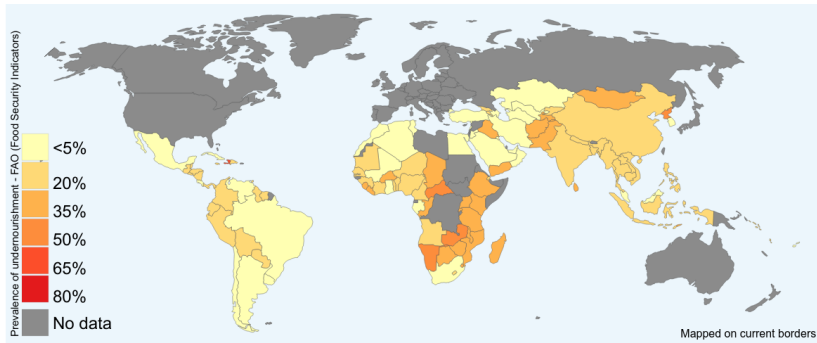 Prevalence of undernourishment - FAO (Food Security Indicators)
<5%
20%
35%
50%
65%
80%
No data
Mapped on current borders